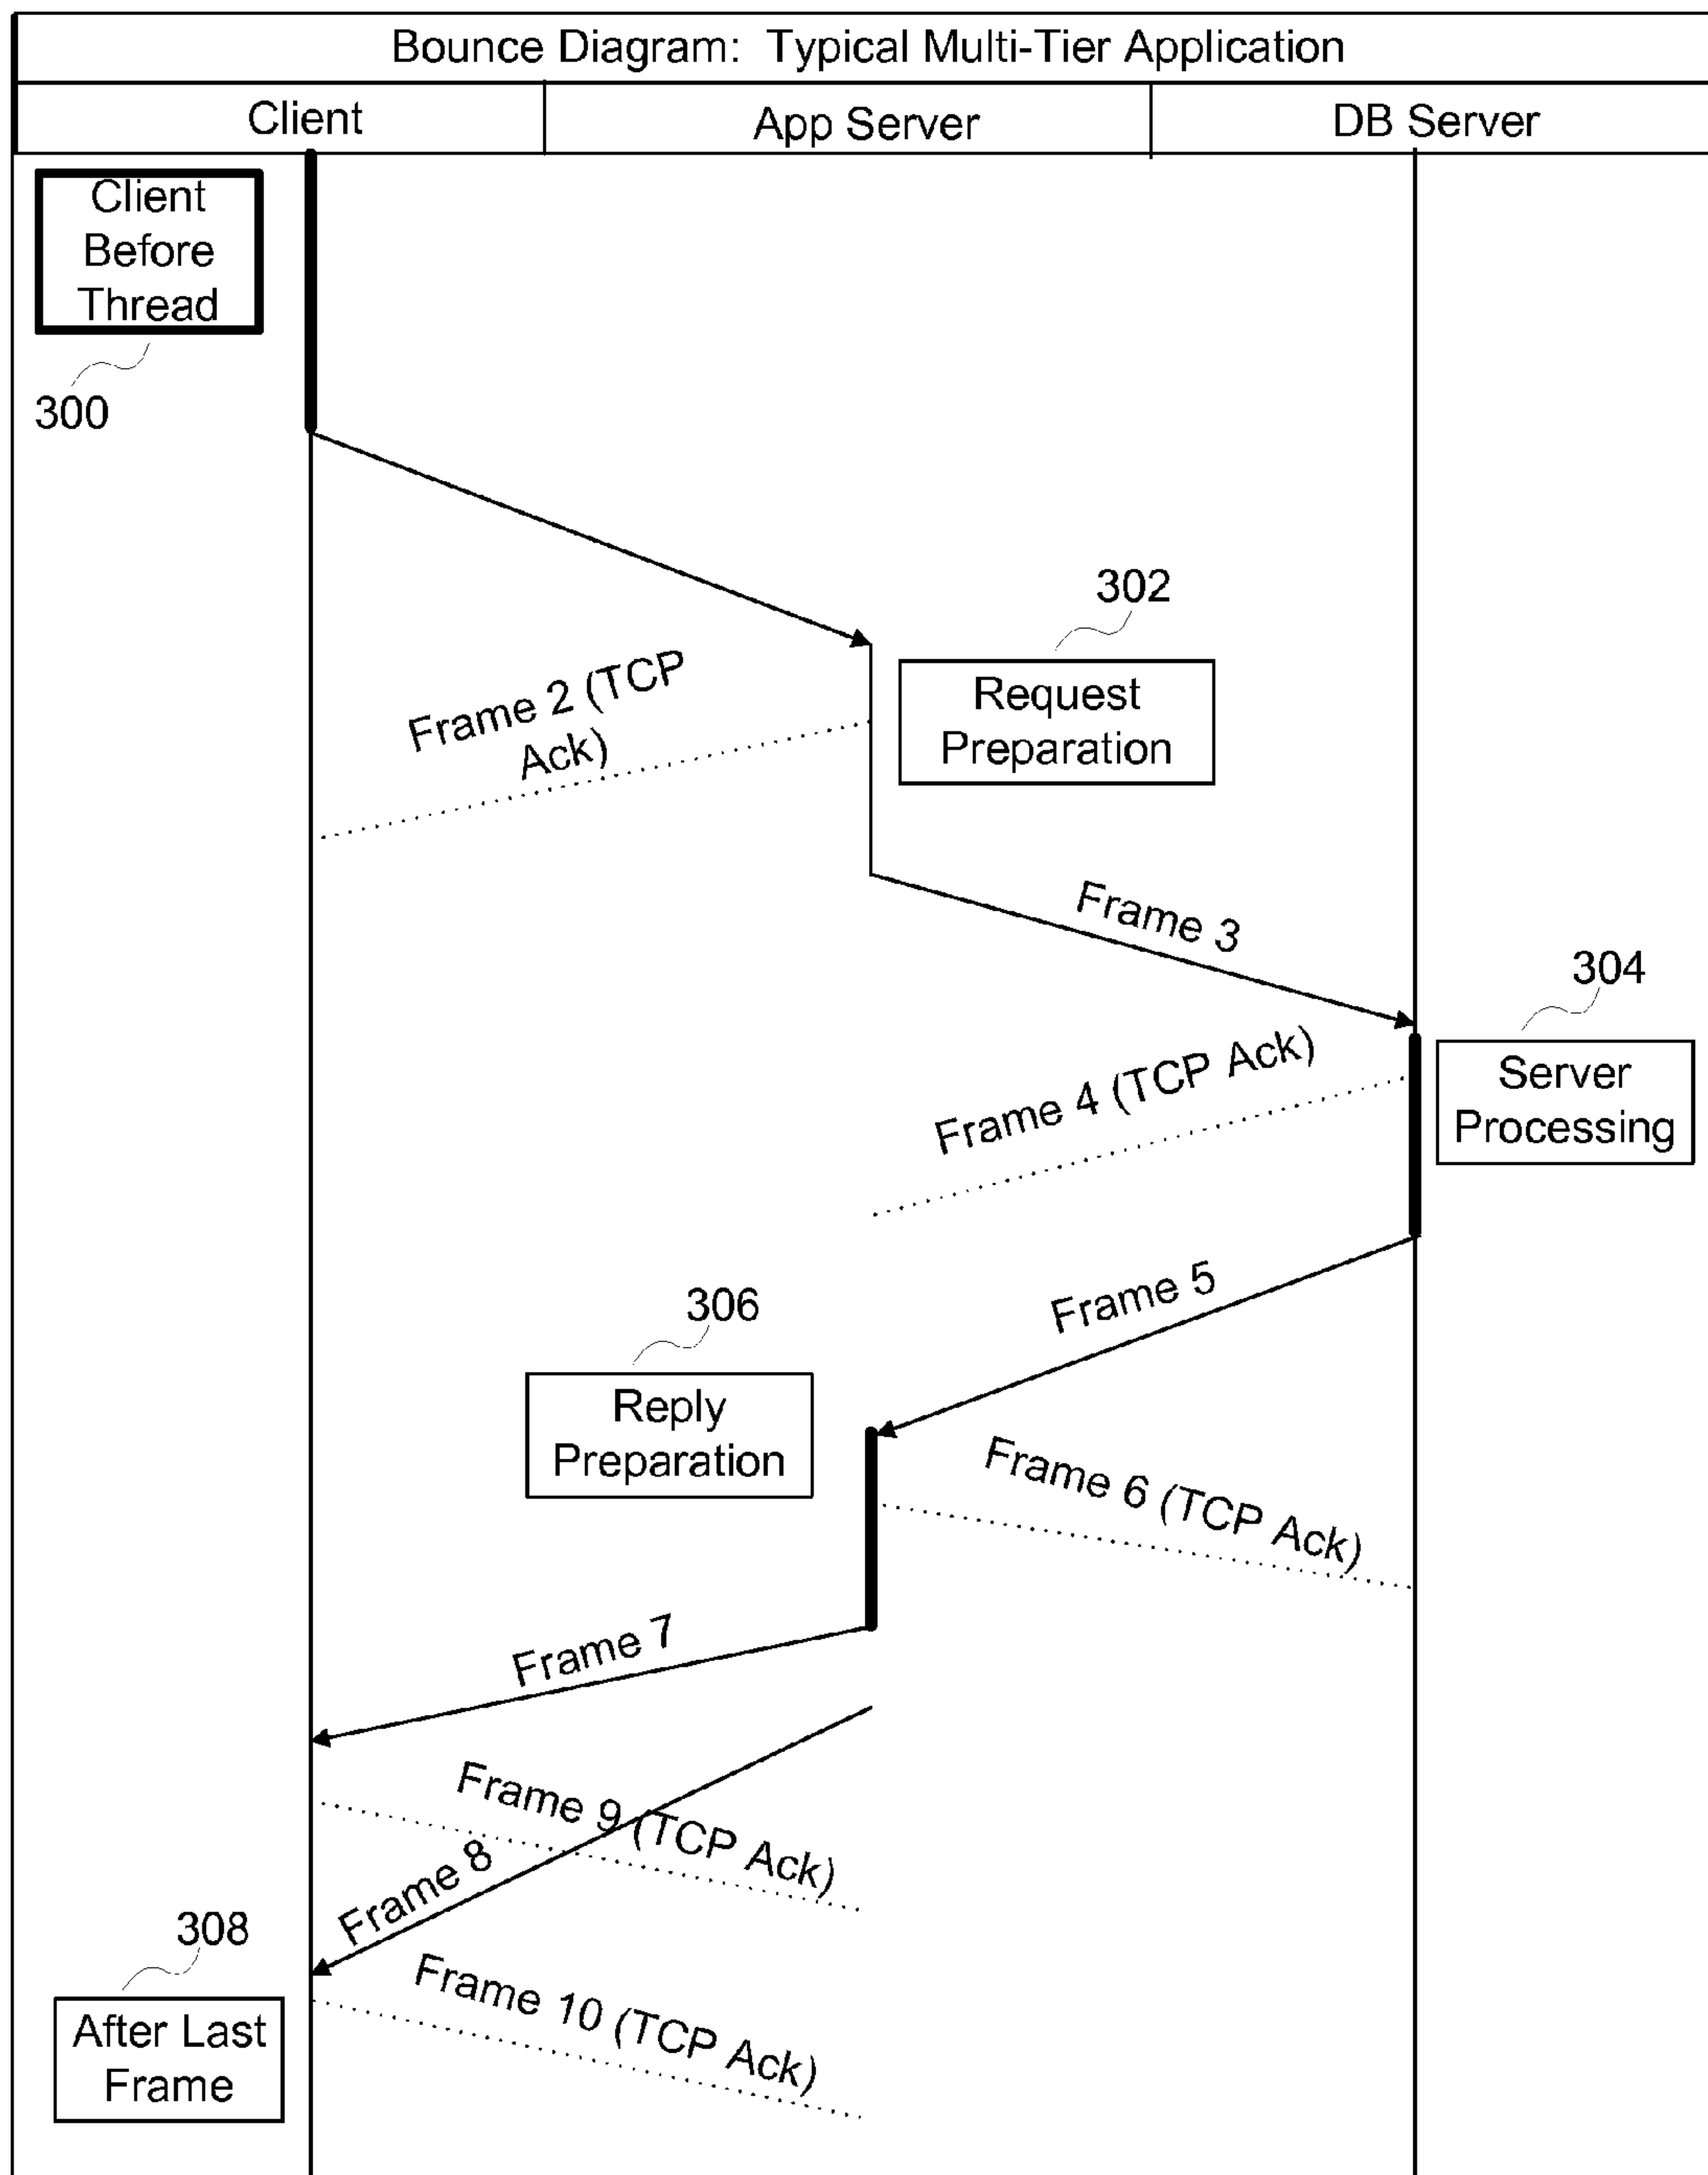 Bounce Diagram: Typical Multi-Tier Application
Client
App Server
DB Server
Client
Before
Thread
300
302
Request
Preparation
Frame 2 (TCP
Ack)
Frame 3
304
Server
Processing
Frame 4 (TCP Ack)
Frame 5
306
Reply
Preparation
Frame 6 (TCP Ack)
Frame 7
Frame 9 (TCP Ack)
Frame 8
308
After Last
Frame
Frame 10 (TCP Ack)